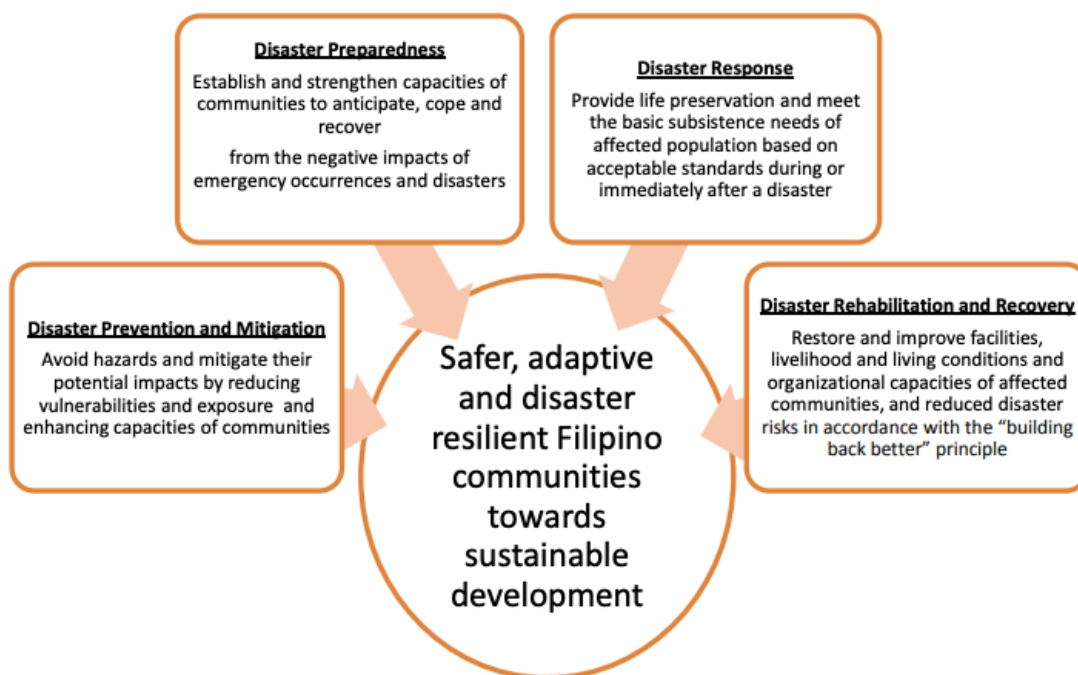 Disaster Preparedness
Establish and strengthen capacities of
communities to anticipate, cope and
recover
from the negative impacts of
emergency occurrences and disasters
Disaster Response
Provide life preservation and meet
the basic subsistence needs of
affected population based on
acceptable standards during or
immediately after a disaster
Disaster Prevention and Mitigation
Avoid hazards and mitigate their
potential impacts by reducing
vulnerabilities and exposure and
enhancing capacities of communities
Disaster Rehabilitation and Recovery
Restore and improve facilities,
livelihood and living conditions and
organizational capacities of affected
communities, and reduced disaster
risks in accordance with the “building
back better” principle
Safer, adaptive
and disaster
resilient Filipino
communities
towards
sustainable
development